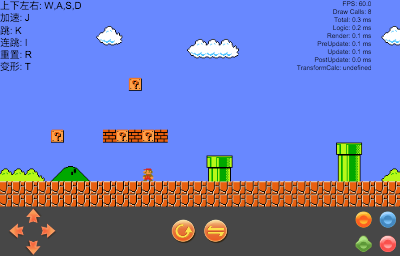 上下左右: W,A,S,D
加速: J
跳: K
连跳: I
重置: R
变形: T
FPS: 60.0
Draw Calls: 8
Total: 0.3 ms
Logic: 0.2 ms
Render: 0.1 ms
PreUpdate: 0.1 ms
Update: 0.1 ms
PostUpdate: 0.0 ms
TransformCalc: undefined
? 
? ? ?